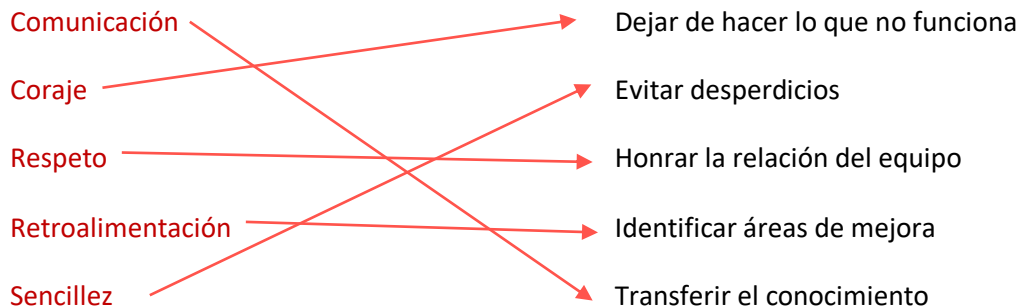 Comunicación Dejar de hacer lo que no funciona
Coraje Evitar desperdicios
Respeto Honrar la relación del equipo
Retroalimentación Identificar áreas de mejora
Sencillez Transferir el conocimiento